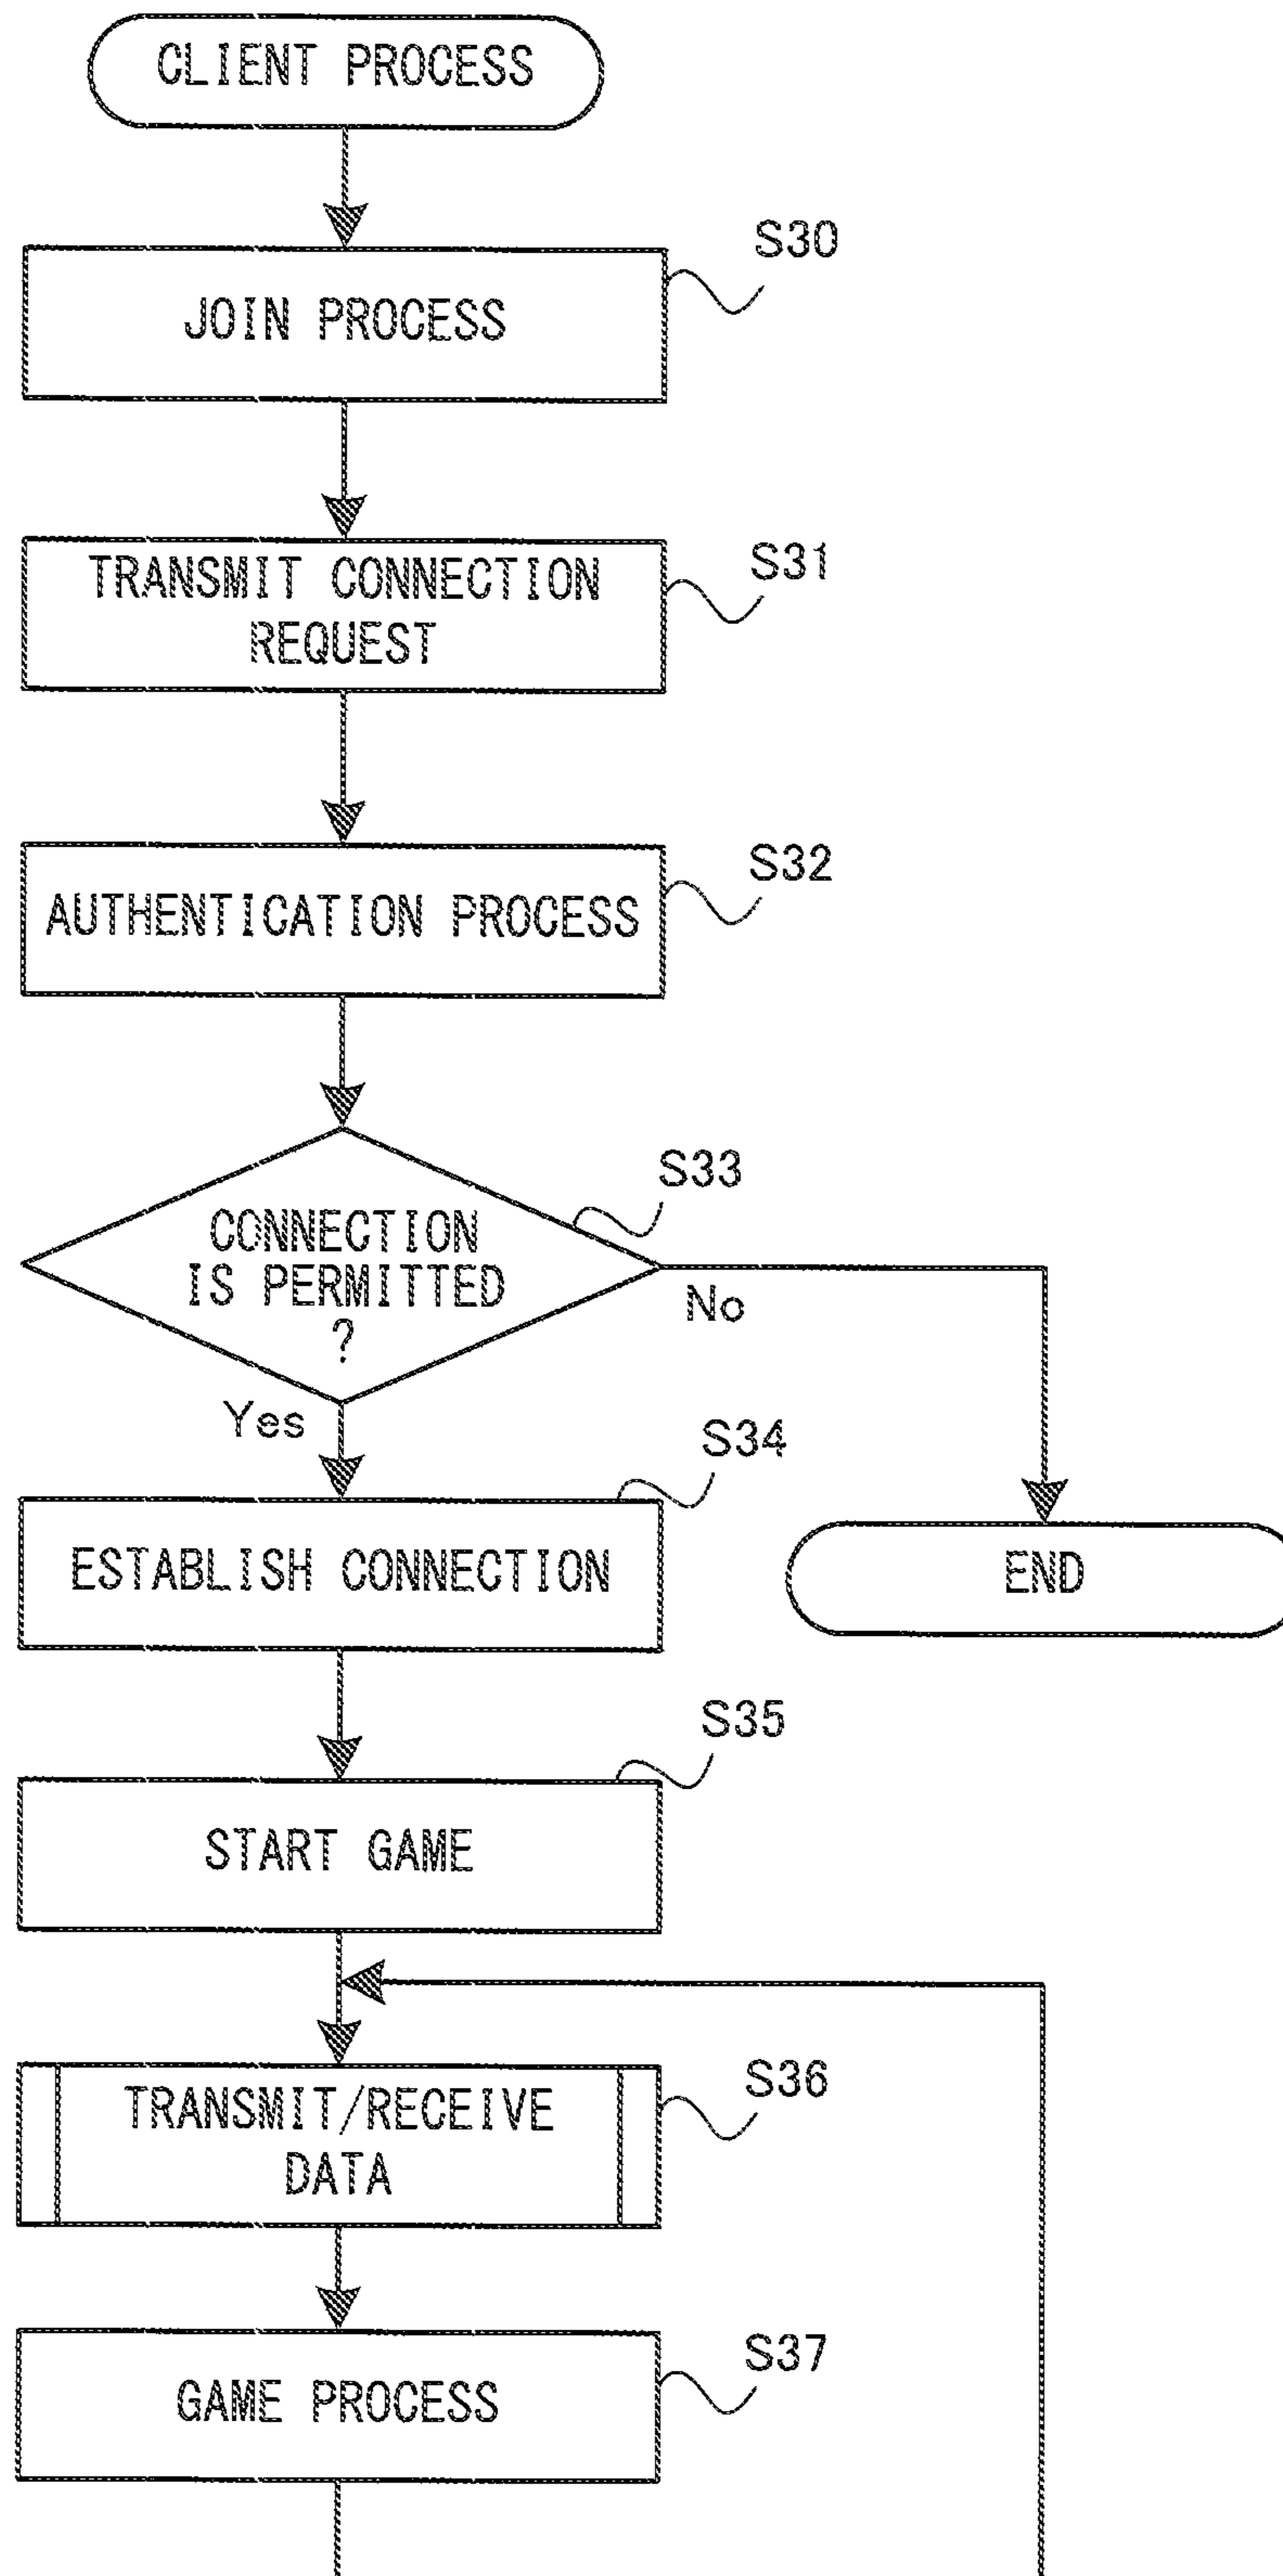 CLIENT PROCESS
S30
JOIN PROCESS
S31
TRANSMIT CONNECTION
REQUEST
S32
AUTHENTICATION PROCESS
S33
CONNECTION
IS PERMITTED
?
No
Yes
S34
ESTABLISH CONNECTION
END
S35
START GAME
S36
TRANSMIT/RECEIVE
DATA
S37
GAME PROCESS